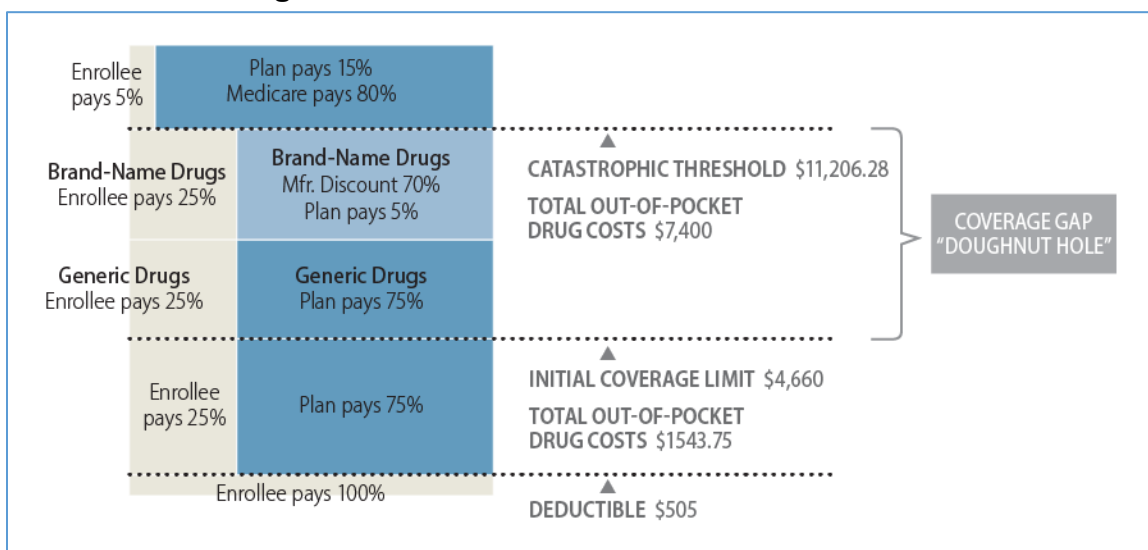 Enrollee
pays 5%
Plan pays 15%
Medicare pays 80%
Brand-Name Drugs
Enrollee pays 25%
Brand-Name Drugs
Mfr. Discount 70%
Plan pays 5%
CATASTROPHIC THRESHOLD $11,206.28
TOTAL OUT-OF-POCKET
DRUG COSTS $7,400
COVERAGE GAP
“DOUGHNUT HOLE”
Generic Drugs
Enrollee pays 25%
Generic Drugs
Plan pays 75%
Enrollee
pays 25%
Plan pays 75%
INITIAL COVERAGE LIMIT $4,660
TOTAL OUT-OF-POCKET
DRUG COSTS $1543.75
Enrollee pays 100%
DEDUCTIBLE $505